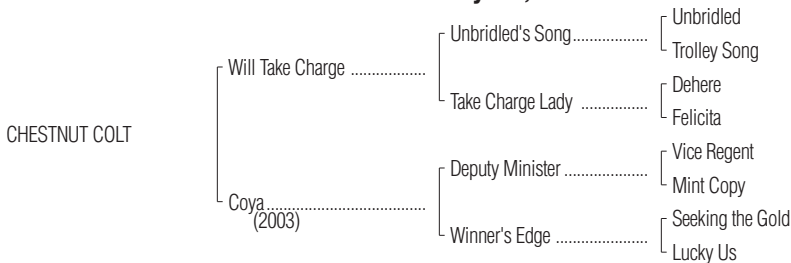 Unbridled
Unbridled's Song..................
Trolley Song
Will Take Charge ..................
Dehere
Take Charge Lady ................
Felicita
CHESTNUT COLT
Vice Regent
Deputy Minister ....................
Mint Copy
Coya.......................................
(2003)
Seeking the Gold
Winner's Edge ......................
Lucky Us